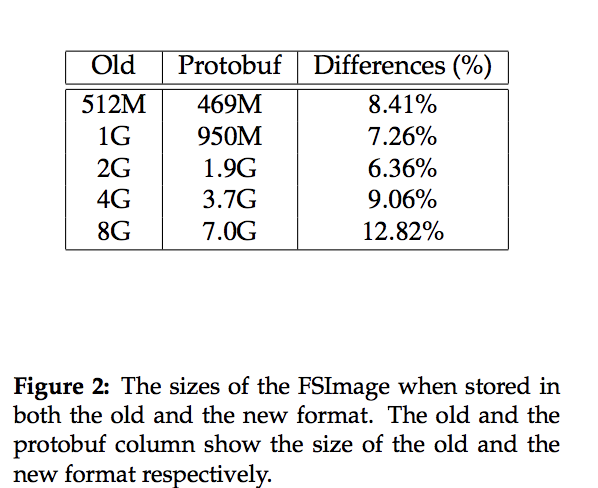 Old Protobuf Differences (%)
512M 469M 8.41%
1G 950M 7.26%
2G 1.9G 6.36%
4G 3.7G 9.06%
8G 7.0G 12.82%
Figure 2: The sizes of the FSImage when stored in
both the old and the new format. The old and the
protobuf column show the size of the old and the
new format respectively.